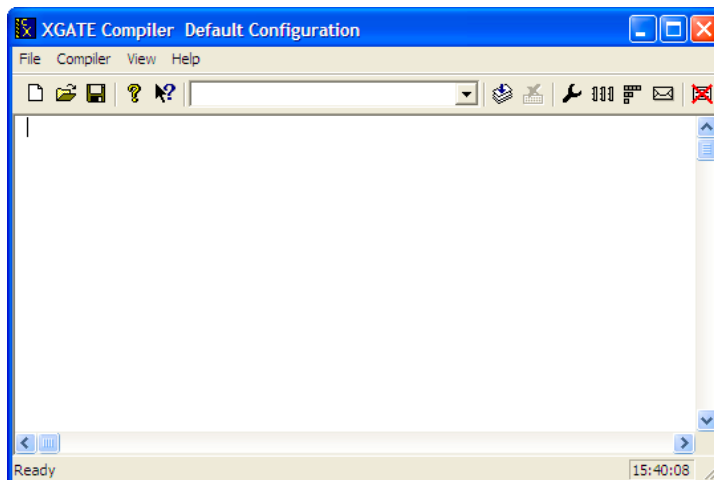 XGATE Compiler Default Configuration
File Compiler View Help
Ready 15:40:08